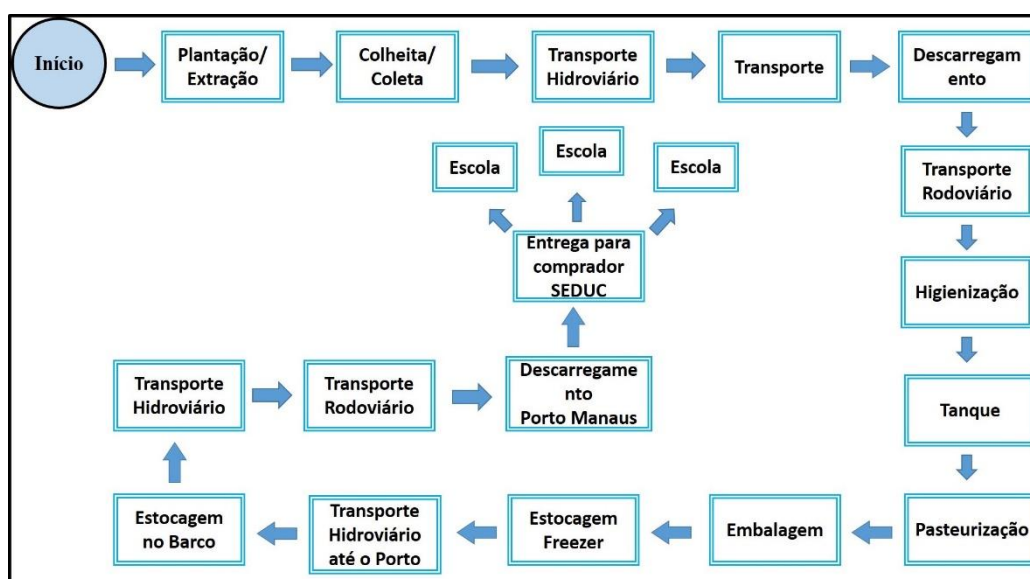 Início
Plantação/
Extração
Colheita/
Coleta
Transporte
Hidroviário
Transporte
Descarregam
ento
Transporte
Rodoviário
Higienização
Tanque
Pasteurização
Embalagem
Estocagem
Freezer
Transporte
Hidroviário
até o Porto
Estocagem
no Barco
Transporte
Hidroviário
Transporte
Rodoviário
Descarregame
nto
Porto Manaus
Entrega para
comprador
SEDUC
Escola
Escola
Escola